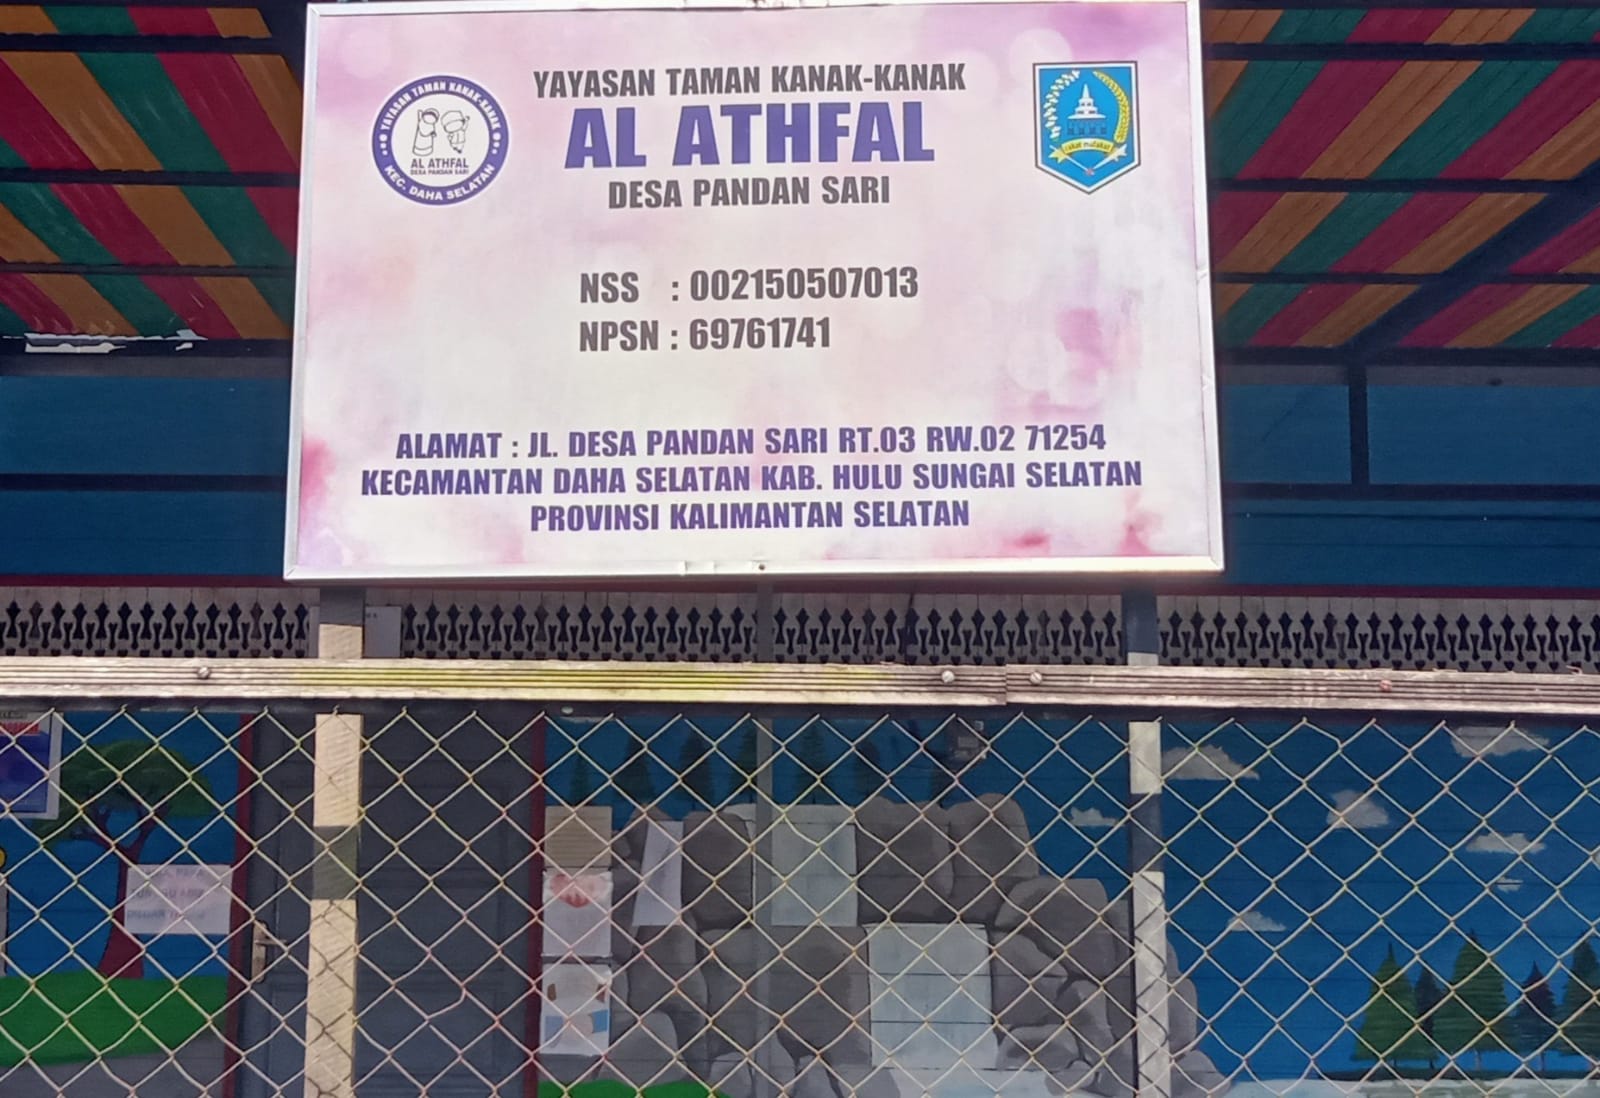 YAYASAN TAMAN KANAK-KANAK
AL ATHFAL
DESA PANDAN SARI
YAYASAN TAMAN KANAK-KANAK
AL ATHFAL
DESA PANDAN SARI
KEC. DAHA SELATAN
NSS : 002150507013
NPSN : 69761741
ALAMAT : JL. DESA PANDAN SARI RT.03 RW.02 71254
KECAMANTAN DAHA SELATAN KAB. HULU SUNGAI SELATAN
PROVINSI KALIMANTAN SELATAN